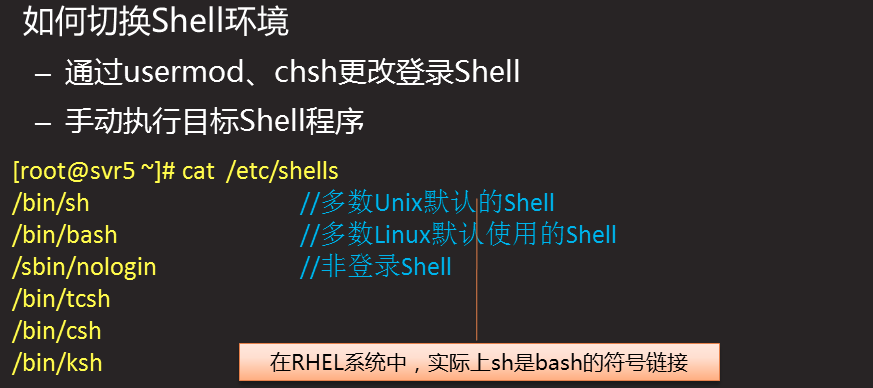 如何切换Shell环境
– 通过usermod、chsh更改登录Shell
– 手动执行目标Shell程序
[root@svr5 ~]# cat /etc/shells
/bin/sh //多数Unix默认的Shell
/bin/bash //多数Linux默认使用的Shell
/sbin/nologin //非登录Shell
/bin/tcsh
/bin/csh
/bin/ksh
在RHEL系统中，实际上sh是bash的符号链接